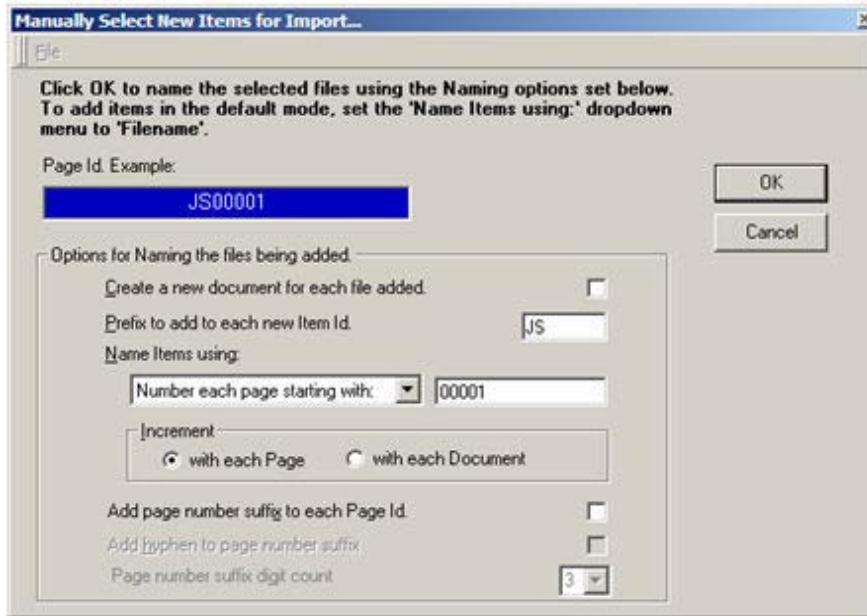 Manually Select New Items for Import...
File
Click OK to name the selected files using the Naming options set below.
To add items in the default mode, set the 'Name Items using:' dropdown
menu to 'Filename'.
Page Id. Example:
JS00001
OK
Cancel
Options for Naming the files being added.
Create a new document for each file added.
Prefix to add to each new Item Id.
JS
Name Items using:
Number each page starting with:
00001
Increment
with each Page
with each Document
Add page number suffix to each Page Id.
Add hyphen to page number suffix
Page number suffix digit count
3